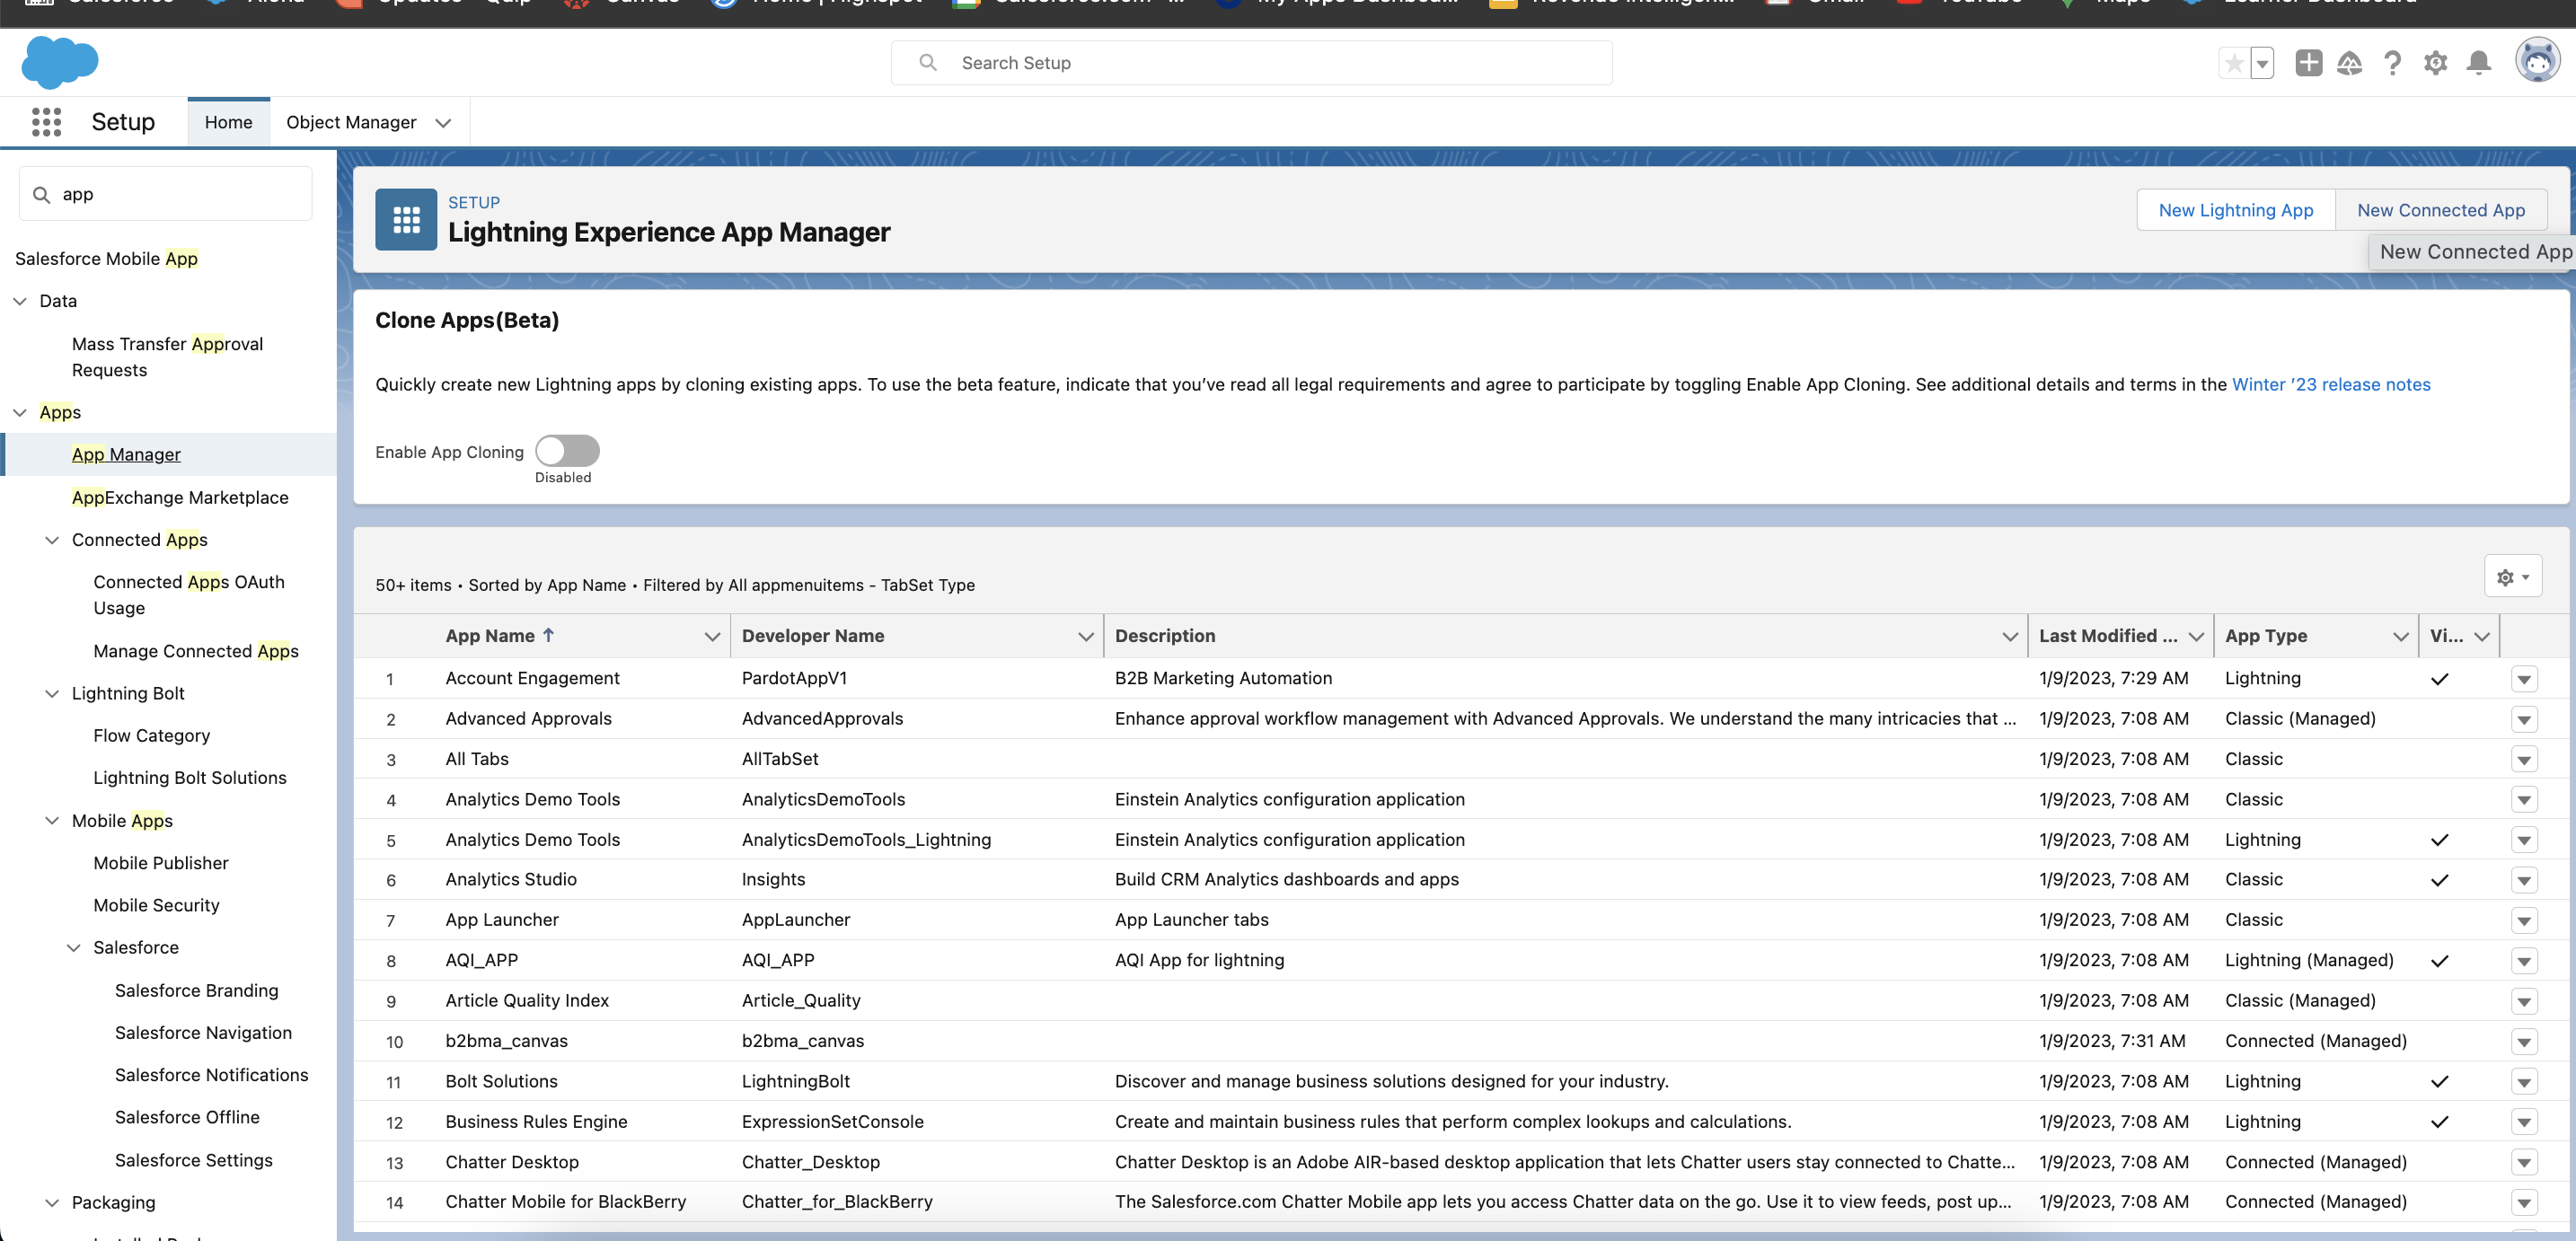 Search Setup
Setup
Home
Object Manager
app
Salesforce Mobile App
Data
Mass Transfer Approval
Requests
Apps
App Manager
AppExchange Marketplace
Connected Apps
Connected Apps OAuth
Usage
Manage Connected Apps
Lightning Bolt
Flow Category
Lightning Bolt Solutions
Mobile Apps
Mobile Publisher
Mobile Security
Salesforce
Salesforce Branding
Salesforce Navigation
Salesforce Notifications
Salesforce Offline
Salesforce Settings
Packaging
SETUP
Lightning Experience App Manager
New Lightning App
New Connected App
New Connected App
Clone Apps(Beta)
Quickly create new Lightning apps by cloning existing apps. To use the beta feature, indicate that you’ve read all legal requirements and agree to participate by toggling Enable App Cloning. See additional details and terms in the Winter ’23 release notes
Enable App Cloning
Disabled
50+ items • Sorted by App Name • Filtered by All appmenuitems - TabSet Type
App Name ↑ Developer Name Description Last Modified ... App Type Vi...
1 Account Engagement PardotAppV1 B2B Marketing Automation 1/9/2023, 7:29 AM Lightning
2 Advanced Approvals AdvancedApprovals Enhance approval workflow management with Advanced Approvals. We understand the many intricacies that ... 1/9/2023, 7:08 AM Classic (Managed)
3 All Tabs AllTabSet 1/9/2023, 7:08 AM Classic
4 Analytics Demo Tools AnalyticsDemoTools Einstein Analytics configuration application 1/9/2023, 7:08 AM Classic
5 Analytics Demo Tools AnalyticsDemoTools_Lightning Einstein Analytics configuration application 1/9/2023, 7:08 AM Lightning
6 Analytics Studio Insights Build CRM Analytics dashboards and apps 1/9/2023, 7:08 AM Classic
7 App Launcher AppLauncher App Launcher tabs 1/9/2023, 7:08 AM Classic
8 AQI_APP AQI_APP AQI App for lightning 1/9/2023, 7:08 AM Lightning (Managed)
9 Article Quality Index Article_Quality 1/9/2023, 7:08 AM Classic (Managed)
10 b2bma_canvas b2bma_canvas 1/9/2023, 7:31 AM Connected (Managed)
11 Bolt Solutions LightningBolt Discover and manage business solutions designed for your industry. 1/9/2023, 7:08 AM Lightning
12 Business Rules Engine ExpressionSetConsole Create and maintain business rules that perform complex lookups and calculations. 1/9/2023, 7:08 AM Lightning
13 Chatter Desktop Chatter_Desktop Chatter Desktop is an Adobe AIR-based desktop application that lets Chatter users stay connected to Chatte... 1/9/2023, 7:08 AM Connected (Managed)
14 Chatter Mobile for BlackBerry Chatter_for_BlackBerry The Salesforce.com Chatter Mobile app lets you access Chatter data on the go. Use it to view feeds, post up... 1/9/2023, 7:08 AM Connected (Managed)